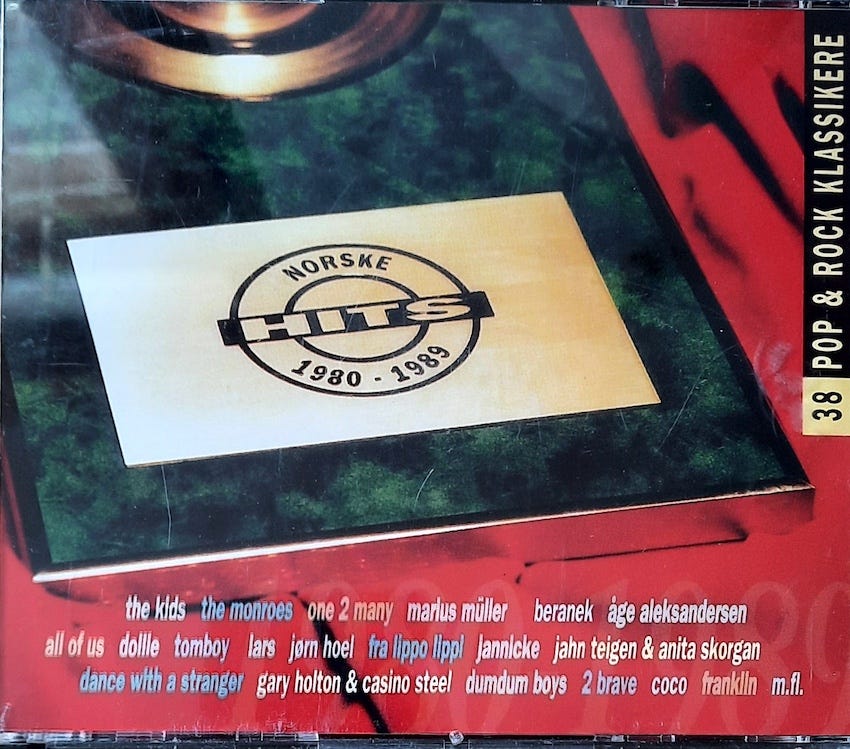 38 POP & ROCK KLASSIKERE
NORSKE
HITS
1980 - 1989
the kids the monroes one 2 many marius müller beranek åge aleksandersen
all of us dollie tomboy lars jørn hoel fra lippo lippi jannicke jahn teigen & anita skorgan
dance with a stranger gary holton & casino steel dumdum boys 2 brave coco franklin m.fl.
1980-1989